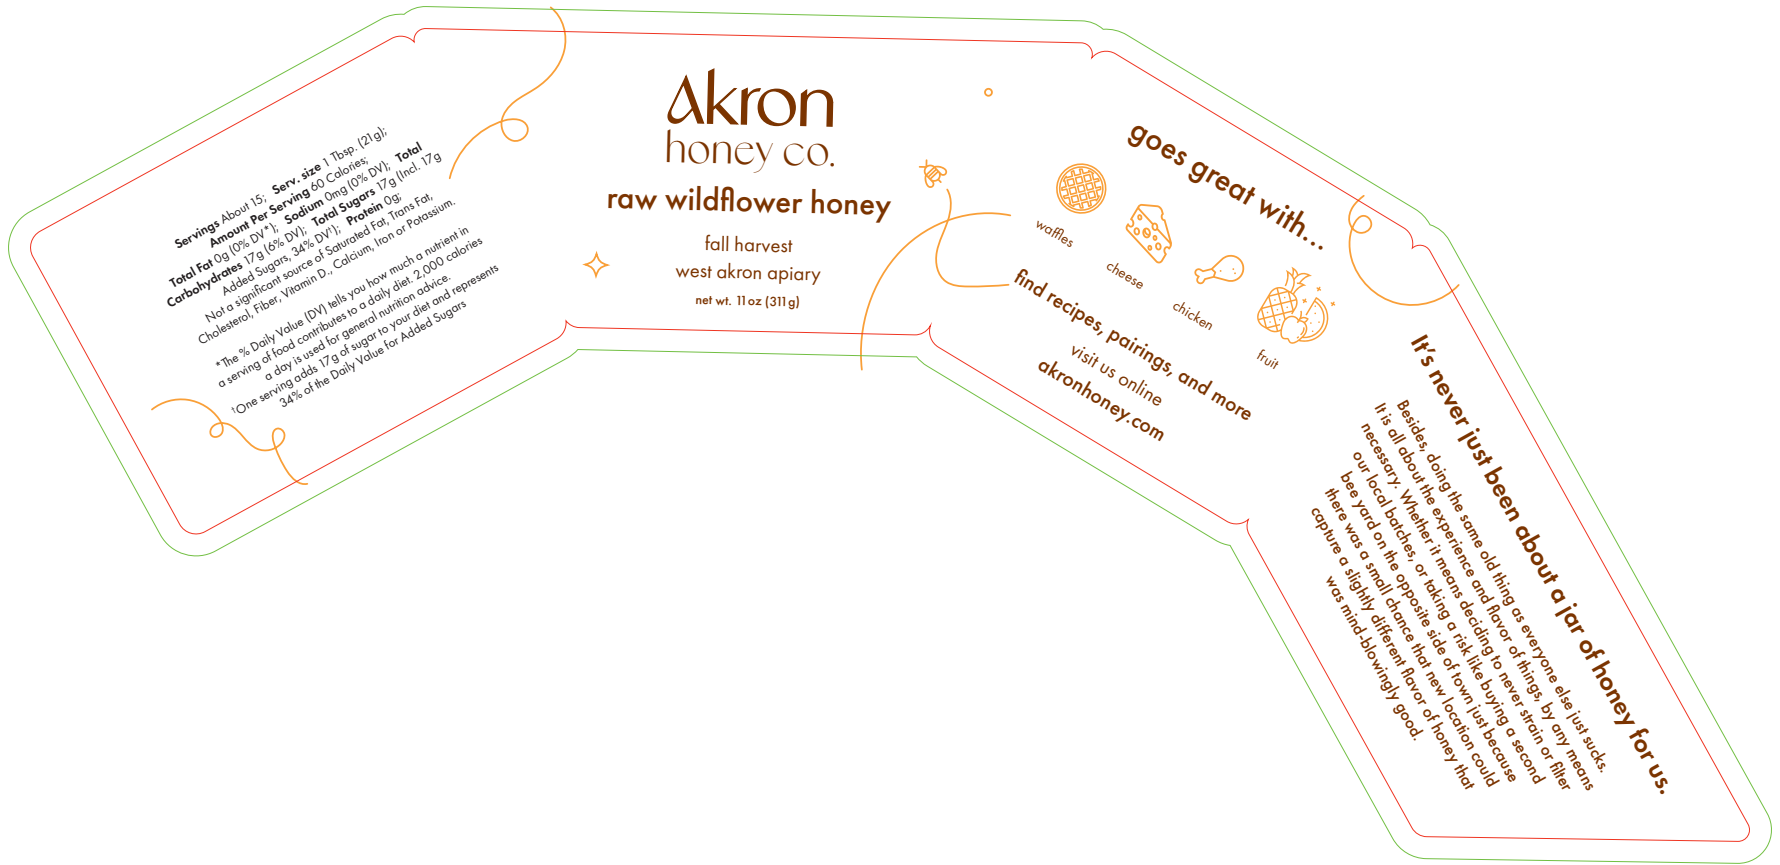 Servings About 15; Serv. size 1 Tbsp. (21g);
Amount Per Serving 60 Calories;
Total Fat 0g (0% DV*); Sodium 0mg (0% DV); Total
Carbohydrates 17g (6% DV); Total Sugars 17g (Incl. 17g
Added Sugars, 34% DV†); Protein 0g;
Not a significant source of Saturated Fat, Trans Fat,
Cholesterol, Fiber, Vitamin D., Calcium, Iron or Potassium.
*The % Daily Value (DV) tells you how much a nutrient in
a serving of food contributes to a daily diet. 2,000 calories
a day is used for general nutrition advice.
†One serving adds 17g of sugar to your diet and represents
34% of the Daily Value for Added Sugars
Akron
honey co.
raw wildflower honey
fall harvest
west akron apiary
net wt. 11 oz (311 g)
goes great with...
waffles
cheese
chicken
fruit
find recipes, pairings, and more
visit us online
akronhoney.com
It's never just been about a jar of honey for us.
Besides, doing the same old thing as everyone else just sucks.
It is all about the experience and flavor of things, by any means
necessary. Whether it means deciding to never strain or filter
our local batches, or taking a risk like buying a second
bee yard on the opposite side of town just because
there was a small chance that new location could
capture a slightly different flavor of honey that
was mind-blowingly good.